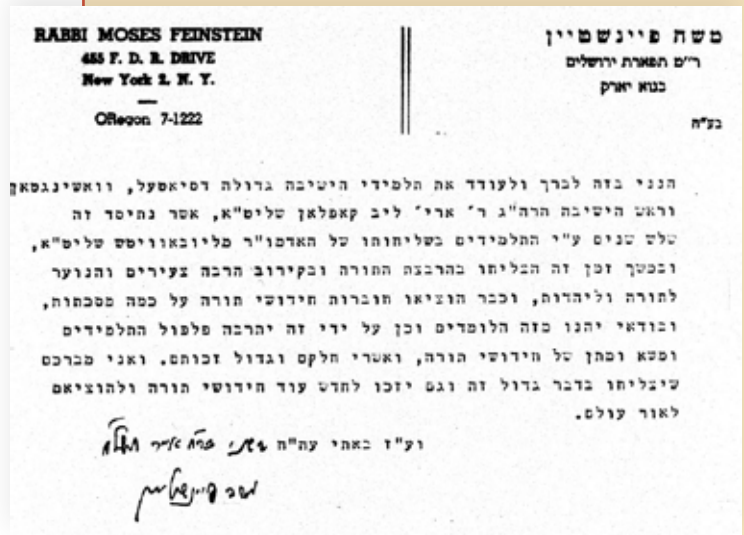 RABBI MOSES FEINSTEIN
455 F. D. R. DRIVE
New York 2, N. Y.
ORegon 7-1222
משה פיינשטיין
ר"מ תפארת ירושלים
בנוא יארק
בע"ה
הנני בזה לברך ולעודד את תלמידי הישיבה גדולה דסיאטעל, וואשינגטאן
וראש הישיבה הרה"ג ר' ארי' ליב קאפלאן שליט"א, אשר נתיסד זה
שלש שנים ע"י התלמידים בשליחותו של האדמו"ר מליובאוויטש שליט"א,
ובמשך זמן זה הצליחו בהרבצת התורה ובקירוב הרבה צעירים והנוער
לתורה וליהדות, וכבר הוציאו חוברות חידושי תורה על כמה מסכתות,
ובודאי יהנו מזה הלומדים וכן על ידי זה יתרבה פלפול התלמידים
ומשא ומתן של חידושי תורה, ואשרי חלקם וגדול זכותם. ואני מברכם
שיצליחו בדבר גדול זה וגם יזכו לחדש עוד חידושי תורה ולהוציאם
לאור עולם.
וע"ז באתי עה"ח
משה פיינשטיין